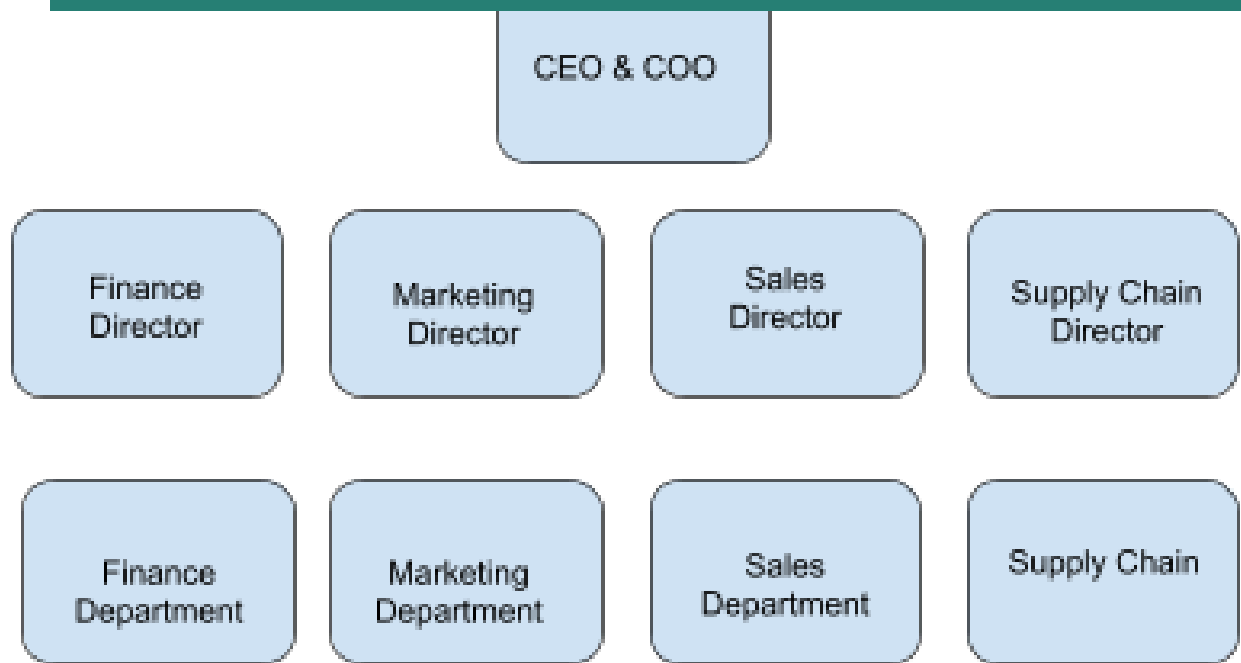 CEO & COO
Finance
Director
Marketing
Director
Sales
Director
Supply Chain
Director
Finance
Department
Marketing
Department
Sales
Department
Supply Chain